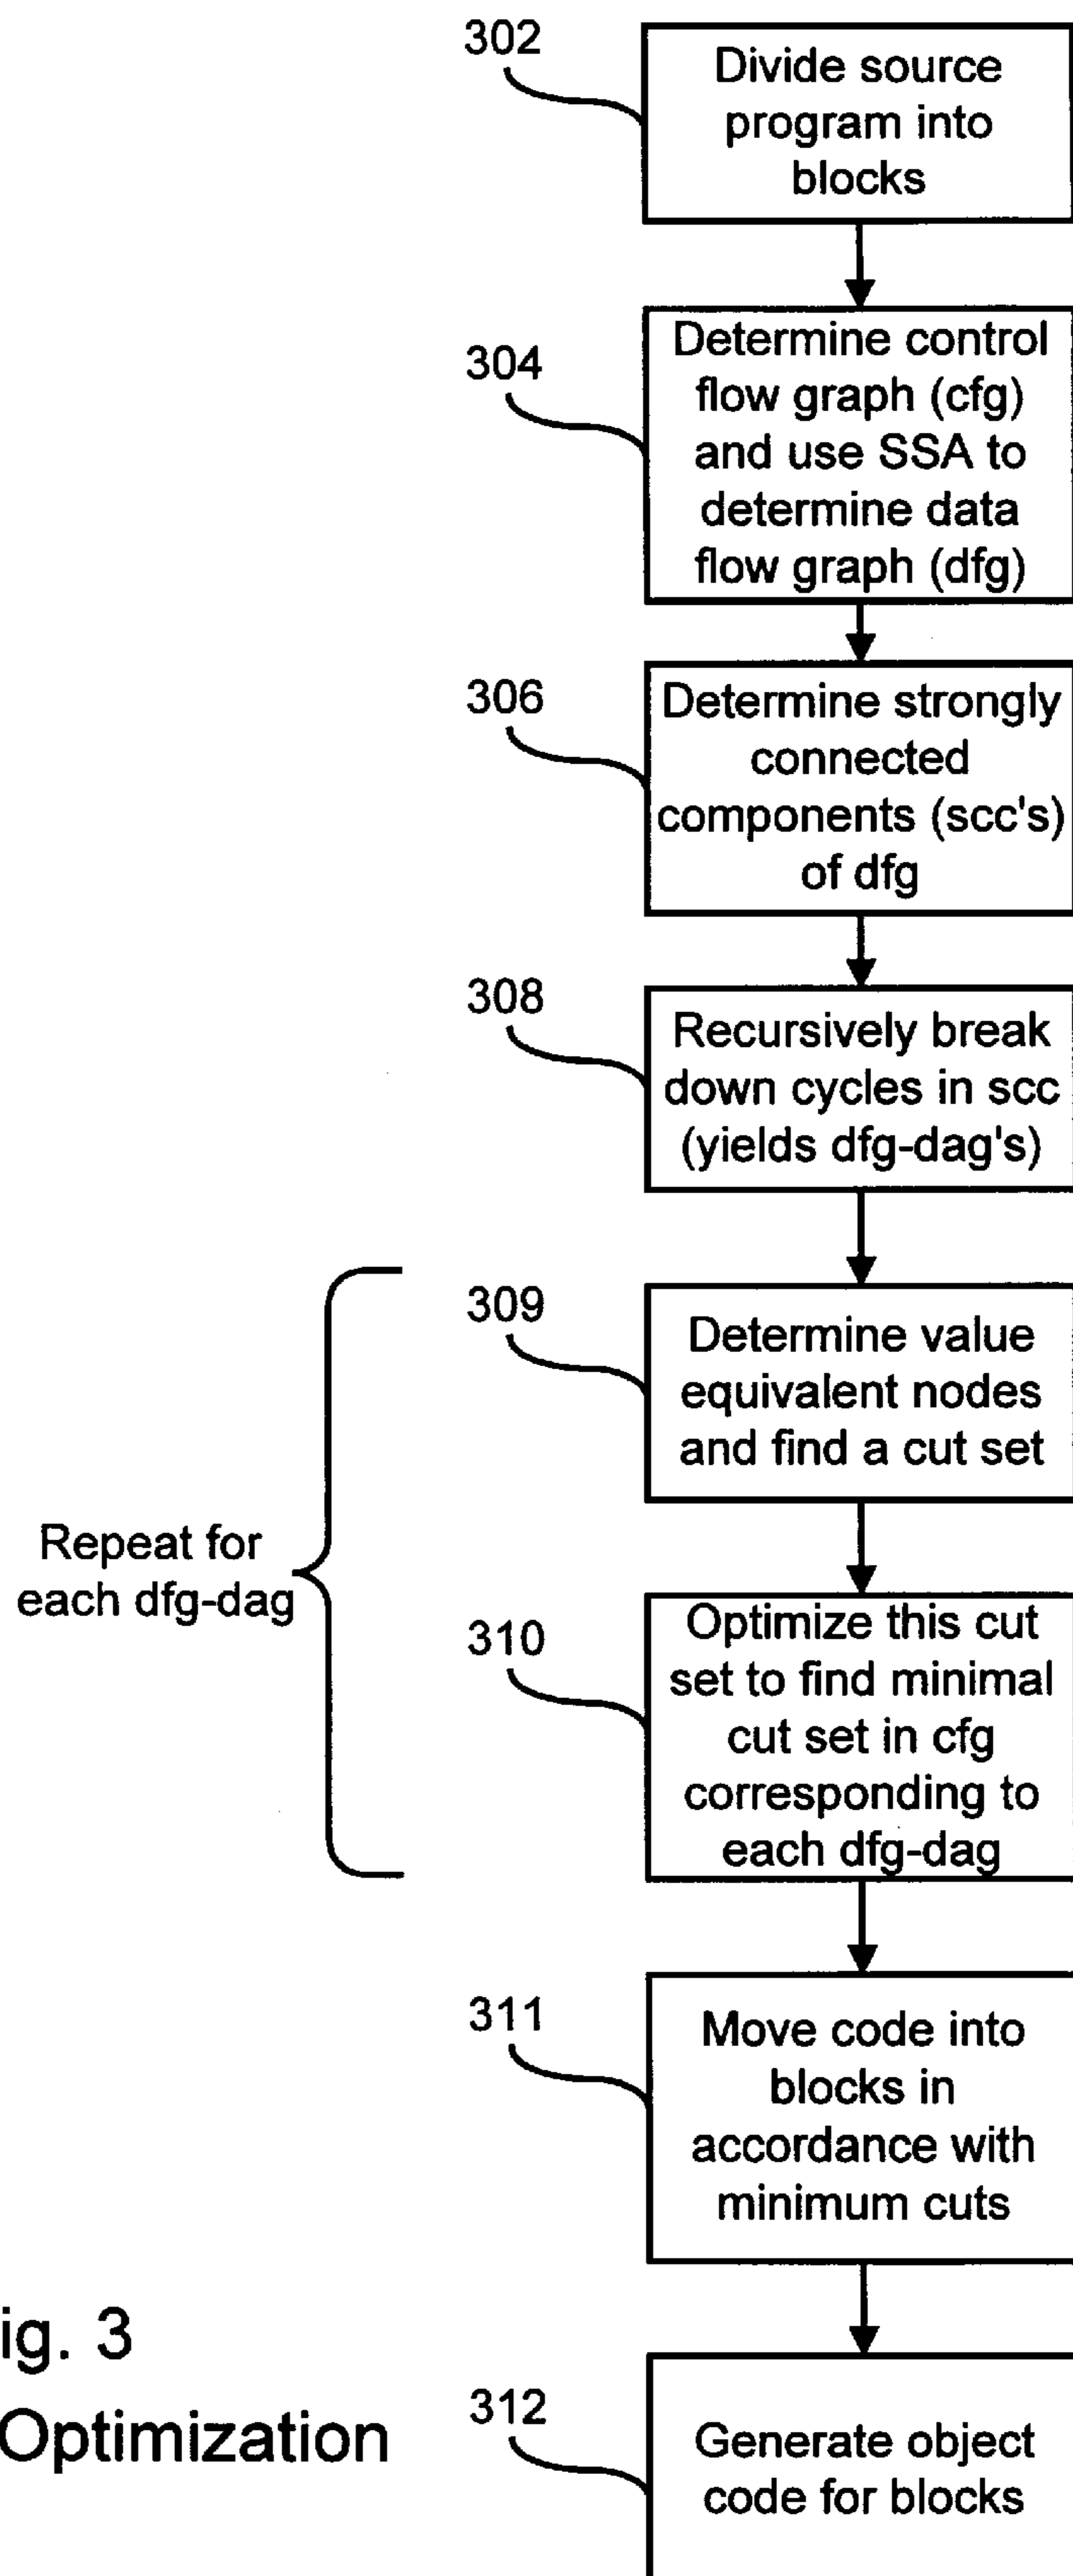 302
Divide source
program into
blocks
304
Determine control
flow graph (cfg)
and use SSA to
determine data
flow graph (dfg)
306
Determine strongly
connected
components (scc's)
of dfg
308
Recursively break
down cycles in scc
(yields dfg-dag's)
309
Determine value
equivalent nodes
and find a cut set
Repeat for
each dfg-dag
310
Optimize this cut
set to find minimal
cut set in cfg
corresponding to
each dfg-dag
311
Move code into
blocks in
accordance with
minimum cuts
ig. 3
Optimization
312
Generate object
code for blocks